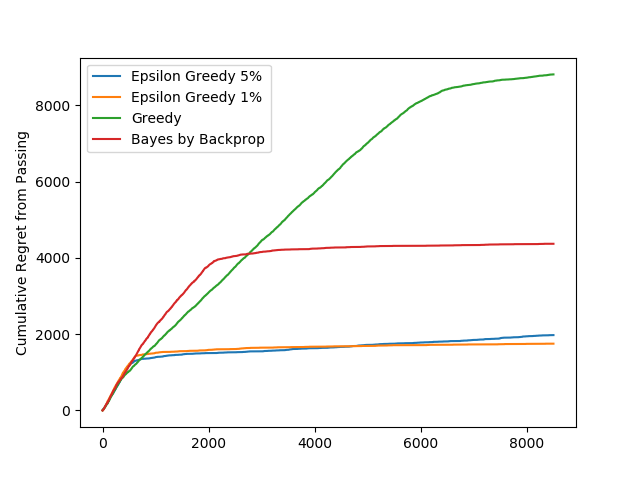 Epsilon Greedy 5%
Epsilon Greedy 1%
Greedy
Bayes by Backprop
Cumulative Regret from Passing
8000
6000
4000
2000
0
0 2000 4000 6000 8000